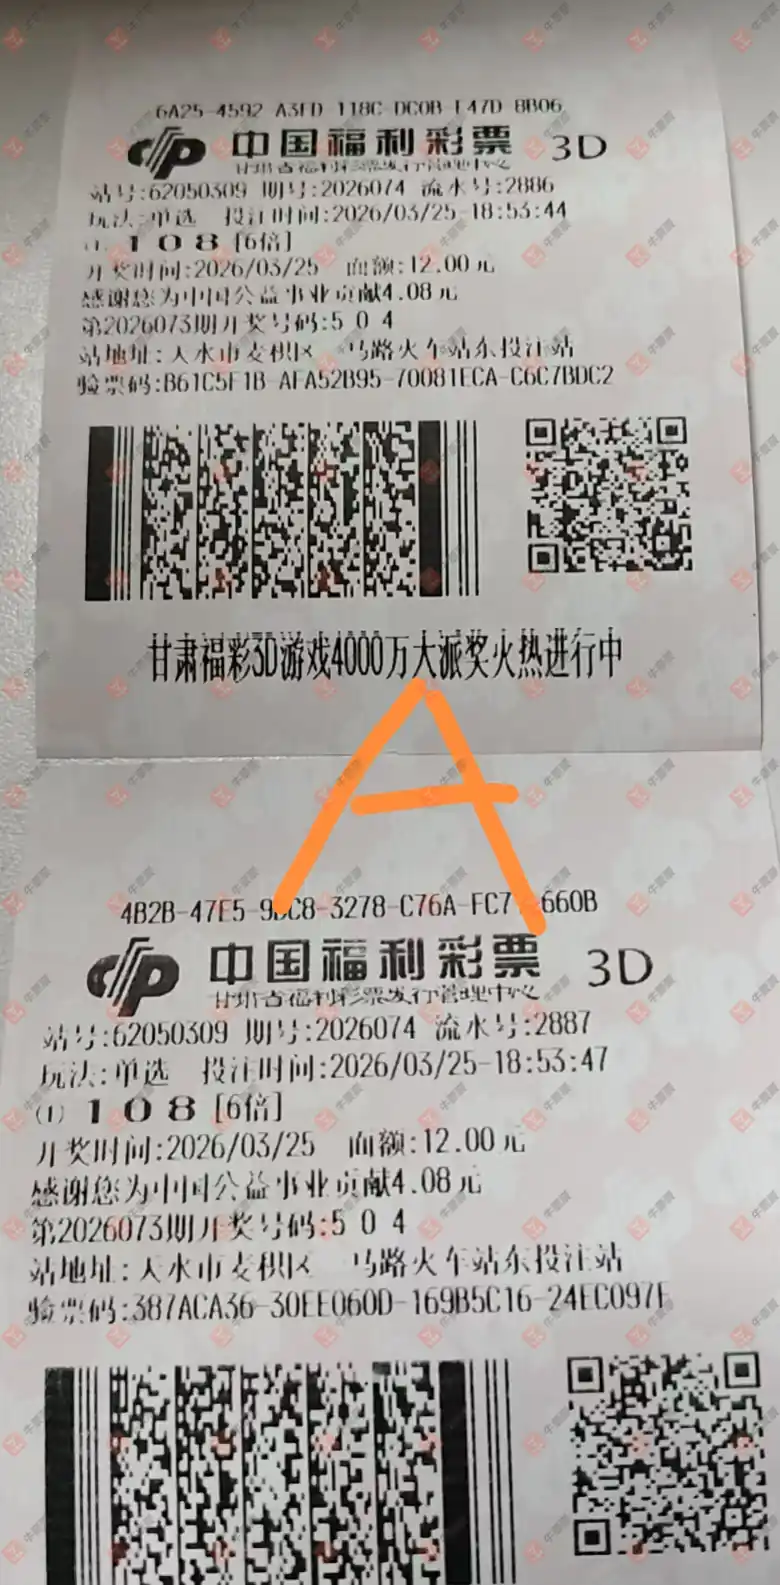 6A25-4592-A3FD-118C-DC0B-F47D-8B06
中国福利彩票 3D
甘肃省福利彩票发行管理中心
站号:62050309 期号:2026074 流水号:2886
玩法:单选 投注时间:2026/03/25-18:53:44
(1) 1 0 8 [6倍]
开奖时间:2026/03/25 面额:12.00元
感谢您为中国公益事业贡献4.08元
第2026073期开奖号码:5 0 4
站地址:天水市麦积区 马路火车站东投注站
验票码:B61C5F1B-AFA52B95-70081ECA-C6C7BDC2
甘肃福彩3D游戏4000万大派奖火热进行中
A
4B2B-47E5-9DC8-3278-C76A-FC7 -660B
中国福利彩票 3D
甘肃省福利彩票发行管理中心
站号:62050309 期号:2026074 流水号:2887
玩法:单选 投注时间:2026/03/25-18:53:47
(1) 1 0 8 [6倍]
开奖时间:2026/03/25 面额:12.00元
感谢您为中国公益事业贡献4.08元
第2026073期开奖号码:5 0 4
站地址:天水市麦积区 马路火车站东投注站
验票码:387ACA36-30EE060D-169B5C16-24EC097F